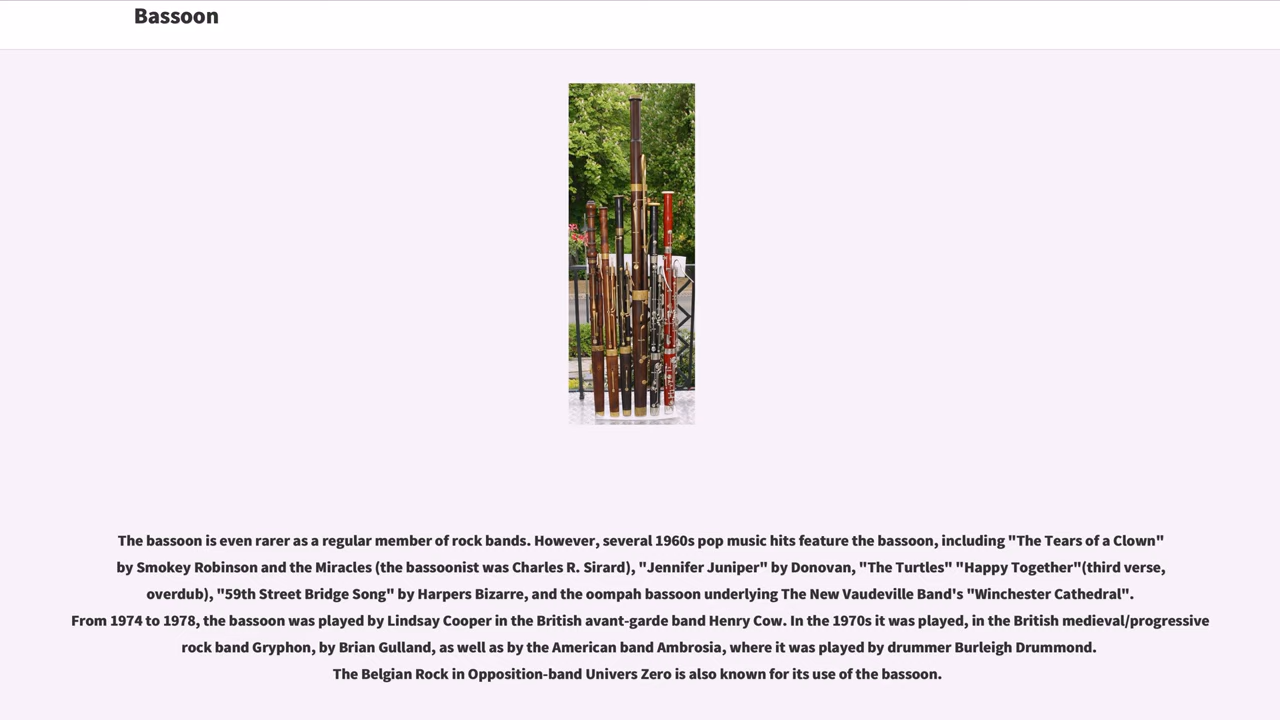 Bassoon
The bassoon is even rarer as a regular member of rock bands. However, several 1960s pop music hits feature the bassoon, including "The Tears of a Clown"
by Smokey Robinson and the Miracles (the bassoonist was Charles R. Sirard), "Jennifer Juniper" by Donovan, "The Turtles" "Happy Together"(third verse,
overdub), "59th Street Bridge Song" by Harpers Bizarre, and the oompah bassoon underlying The New Vaudeville Band's "Winchester Cathedral".
From 1974 to 1978, the bassoon was played by Lindsay Cooper in the British avant-garde band Henry Cow. In the 1970s it was played, in the British medieval/progressive
rock band Gryphon, by Brian Gulland, as well as by the American band Ambrosia, where it was played by drummer Burleigh Drummond.
The Belgian Rock in Opposition-band Univers Zero is also known for its use of the bassoon.